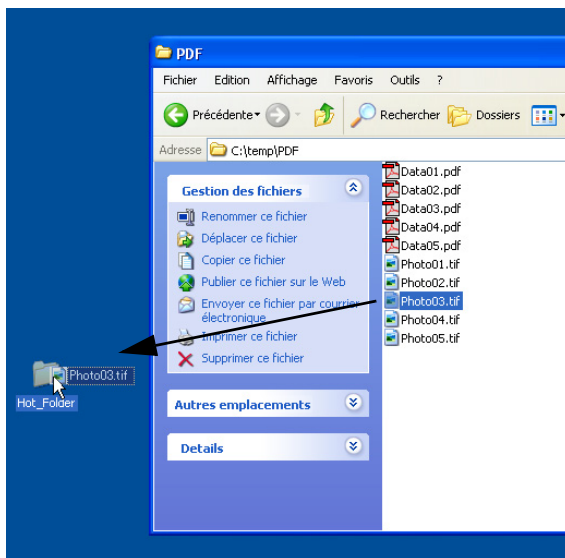 PDF
Fichier Edition Affichage Favoris Outils ?
Précédente Rechercher Dossiers
Adresse C:\temp\PDF
Gestion des fichiers
Renommer ce fichier
Déplacer ce fichier
Copier ce fichier
Publier ce fichier sur le Web
Envoyer ce fichier par courrier
électronique
Imprimer ce fichier
Supprimer ce fichier
Autres emplacements
Details
Data01.pdf
Data02.pdf
Data03.pdf
Data04.pdf
Data05.pdf
Photo01.tif
Photo02.tif
Photo03.tif
Photo04.tif
Photo05.tif
Photo03.tif
Hot_Folder